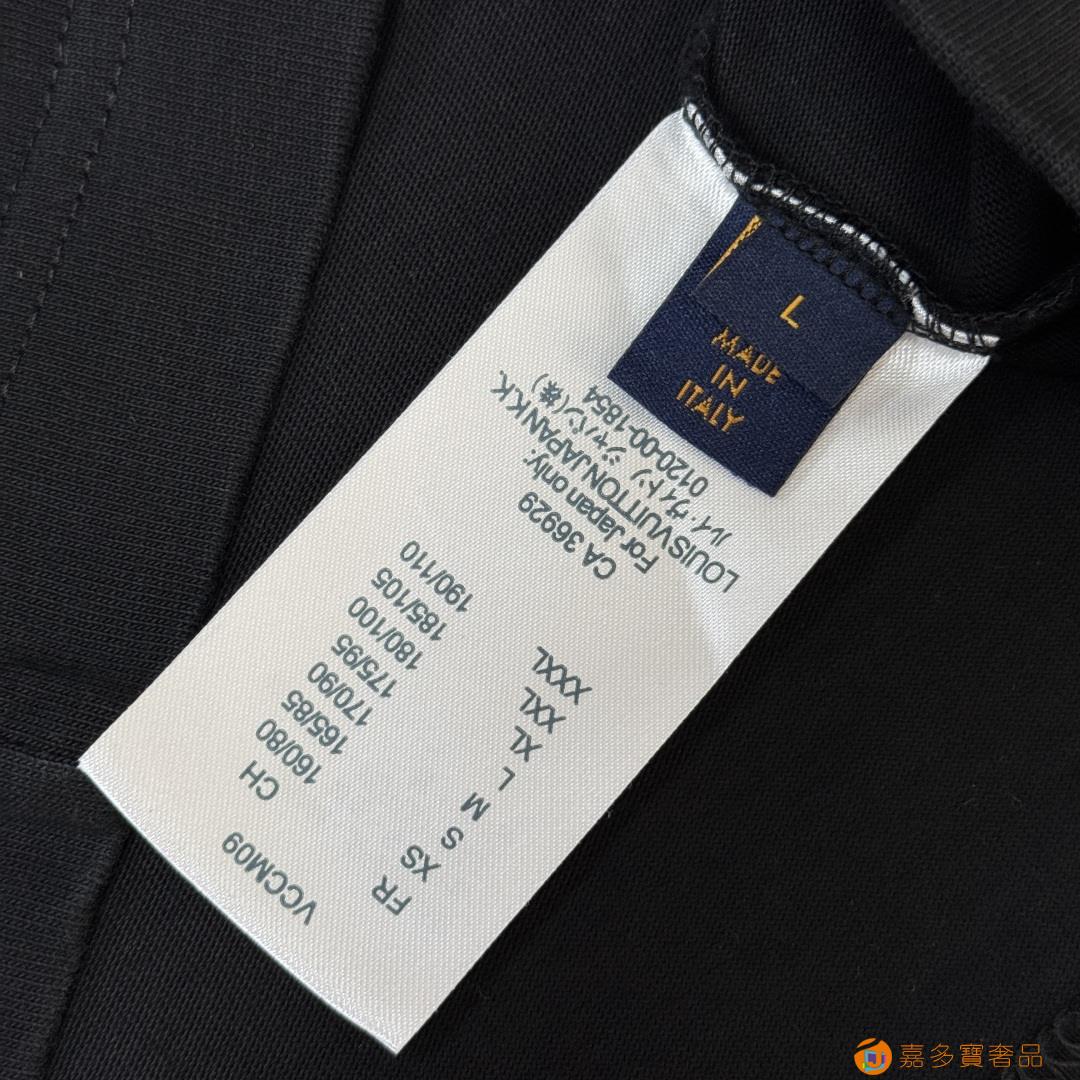 L
MADE
IN
ITALY
VCCM09
FR CH
XS 160/80
S 165/85
M 170/90
L 175/95
XL 180/100
XXL 185/105
XXXL 190/110
CA 36929
For Japan only:
LOUIS VUITTON JAPAN K.K.
ルイ・ヴィトン ジャパン(株)
0120-00-1854
嘉多寶奢品